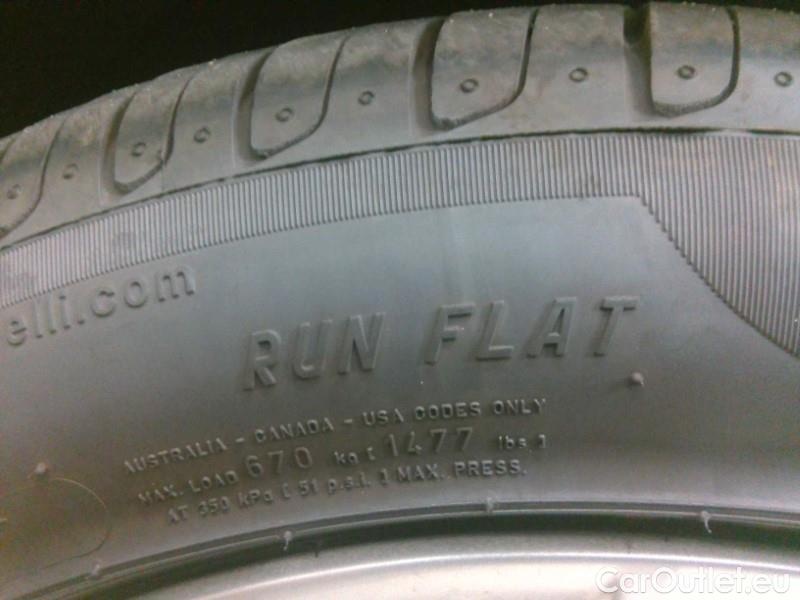 elli.com
RUN FLAT
AUSTRALIA - CANADA - USA CODES ONLY
MAX. LOAD 670 kg [ 1477 lbs. ]
AT 350 kPa [ 51 p.s.i. ] MAX. PRESS.
CarOutlet.eu